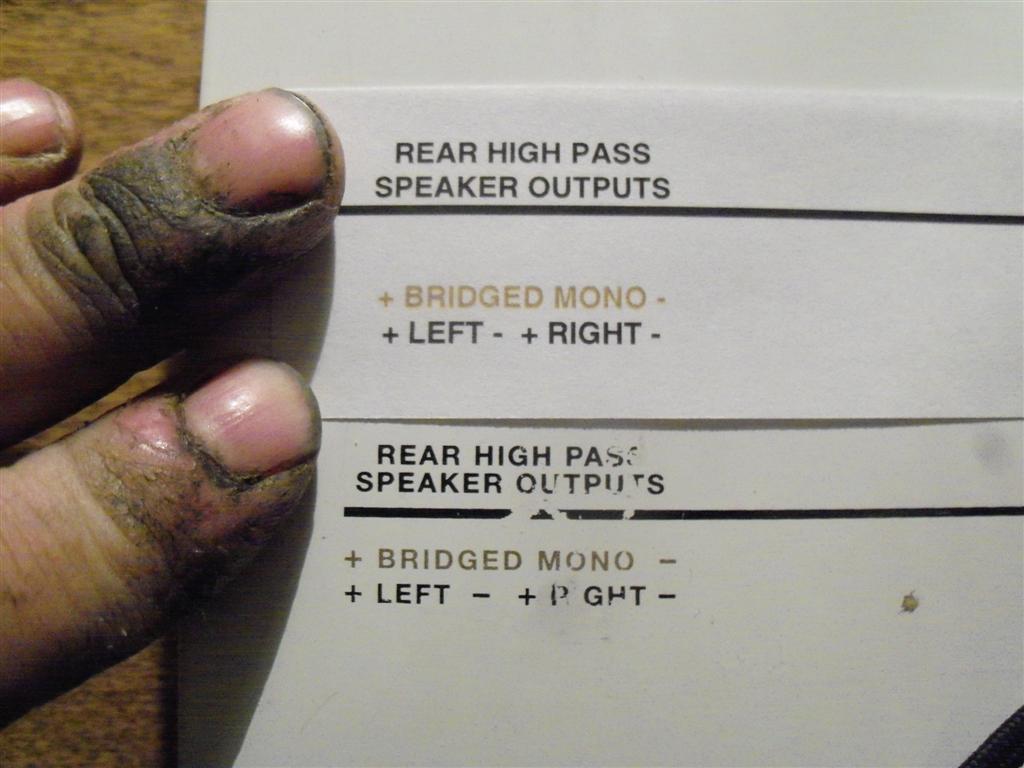 REAR HIGH PASS
SPEAKER OUTPUTS
+ BRIDGED MONO -
+ LEFT - + RIGHT -
REAR HIGH PASS
SPEAKER OUTPUTS
+ BRIDGED MONO -
+ LEFT - + RIGHT -